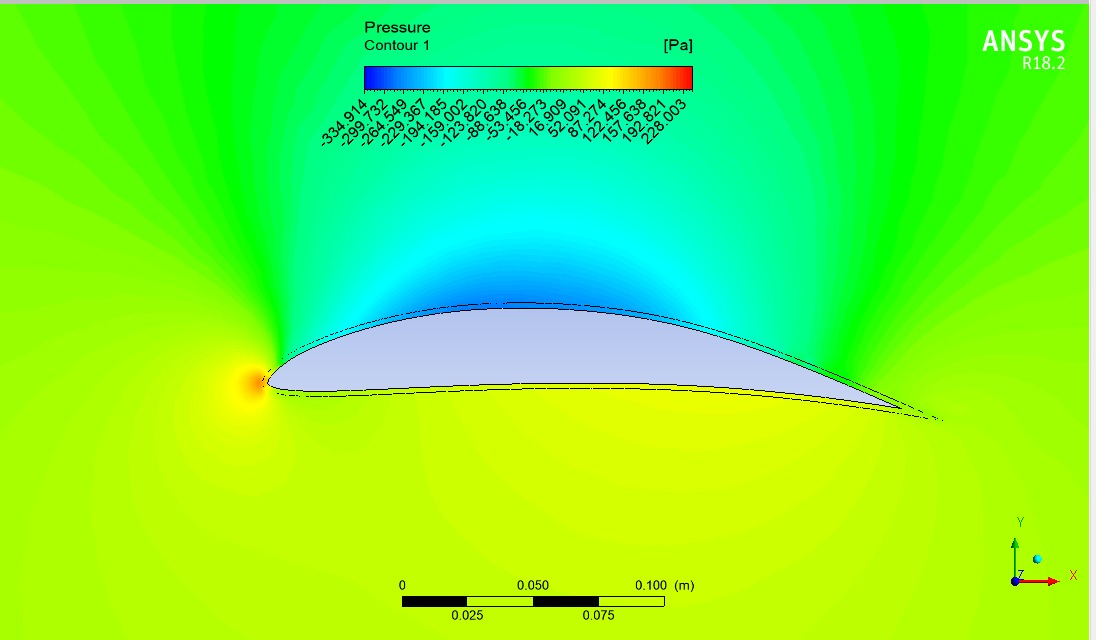 Pressure
Contour 1
[Pa]
ANSYS
R18.2
-334.914
-299.732
-264.549
-229.367
-194.185
-159.002
-123.820
-88.638
-53.456
-18.273
16.909
52.091
87.274
122.456
157.638
192.821
228.003
Y
Z
X
0 0.050 0.100 (m)
0.025 0.075